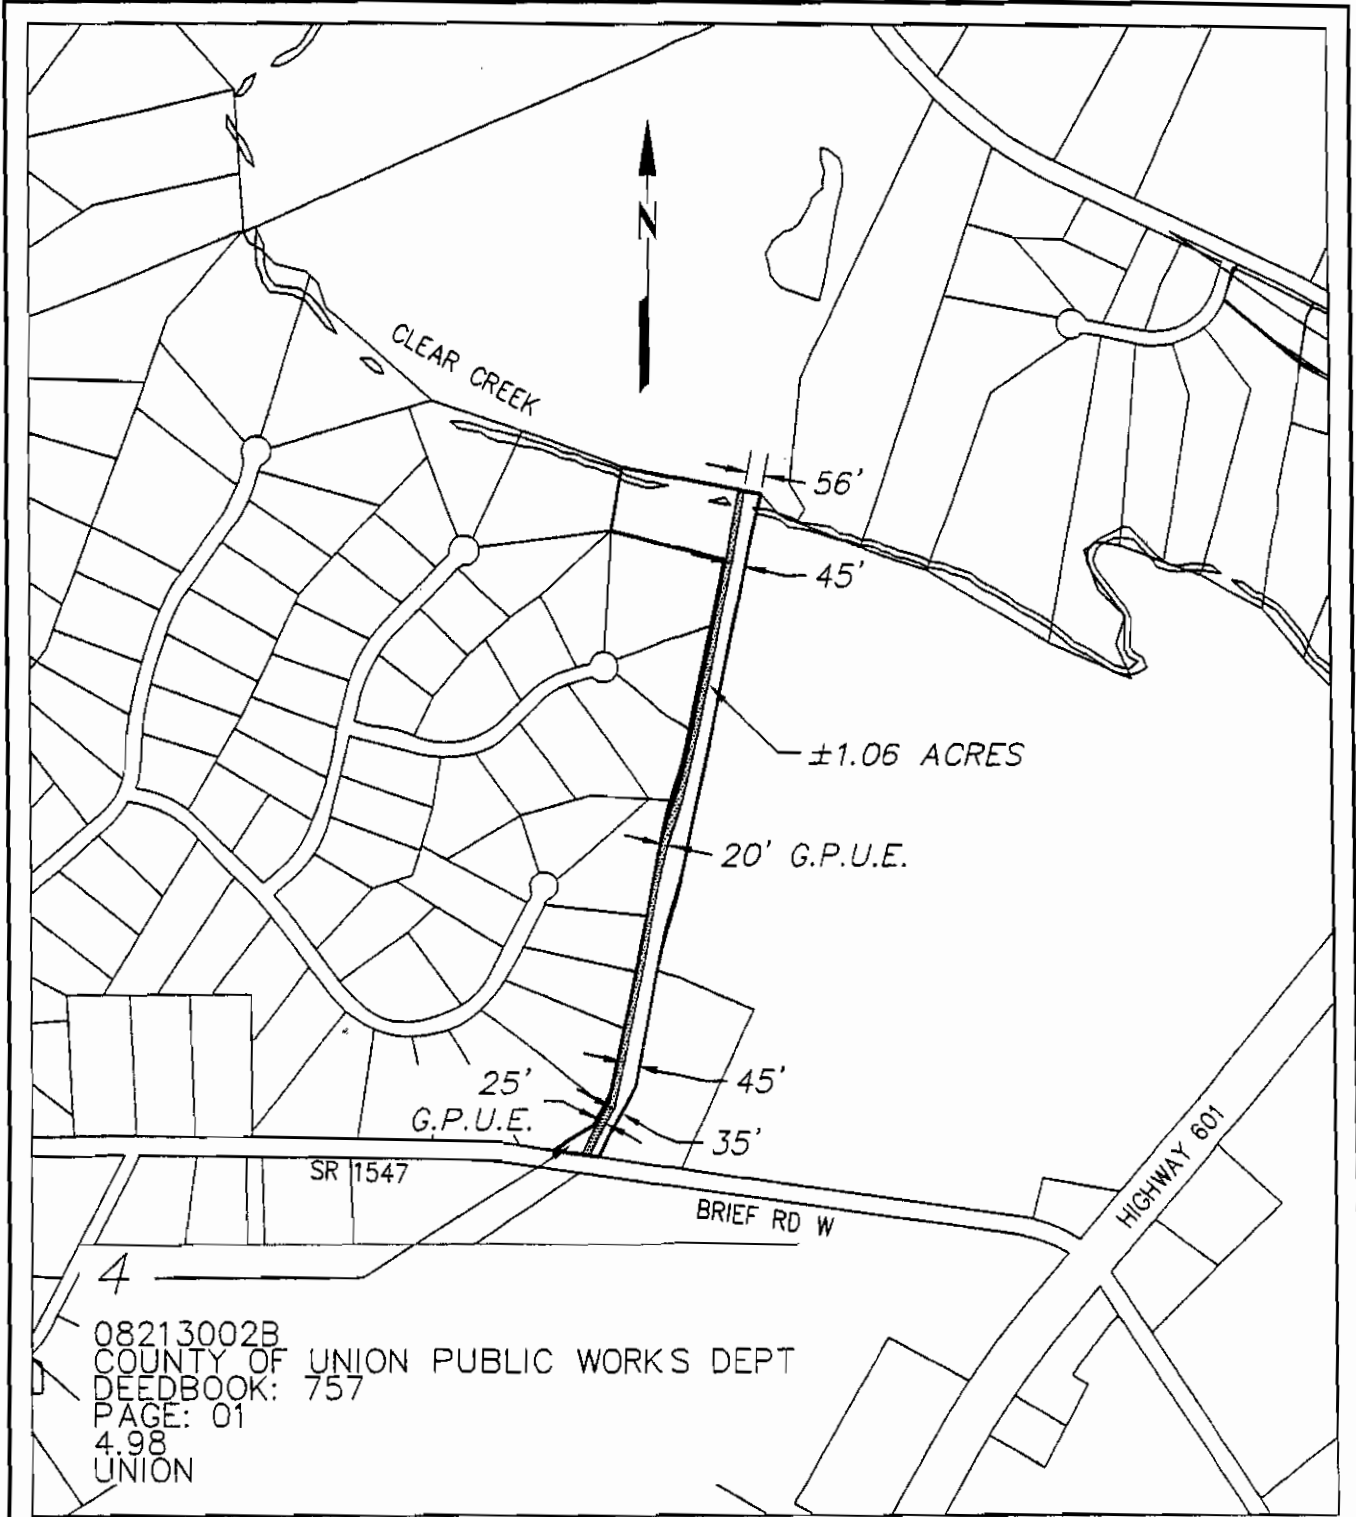 N
CLEAR CREEK
56'
45'
±1.06 ACRES
20' G.P.U.E.
45'
25'
G.P.U.E.
35'
SR 1547
BRIEF RD W
HIGHWAY 601
4
08213002B
COUNTY OF UNION PUBLIC WORKS DEPT
DEEDBOOK: 757
PAGE: 01
4.98
UNION